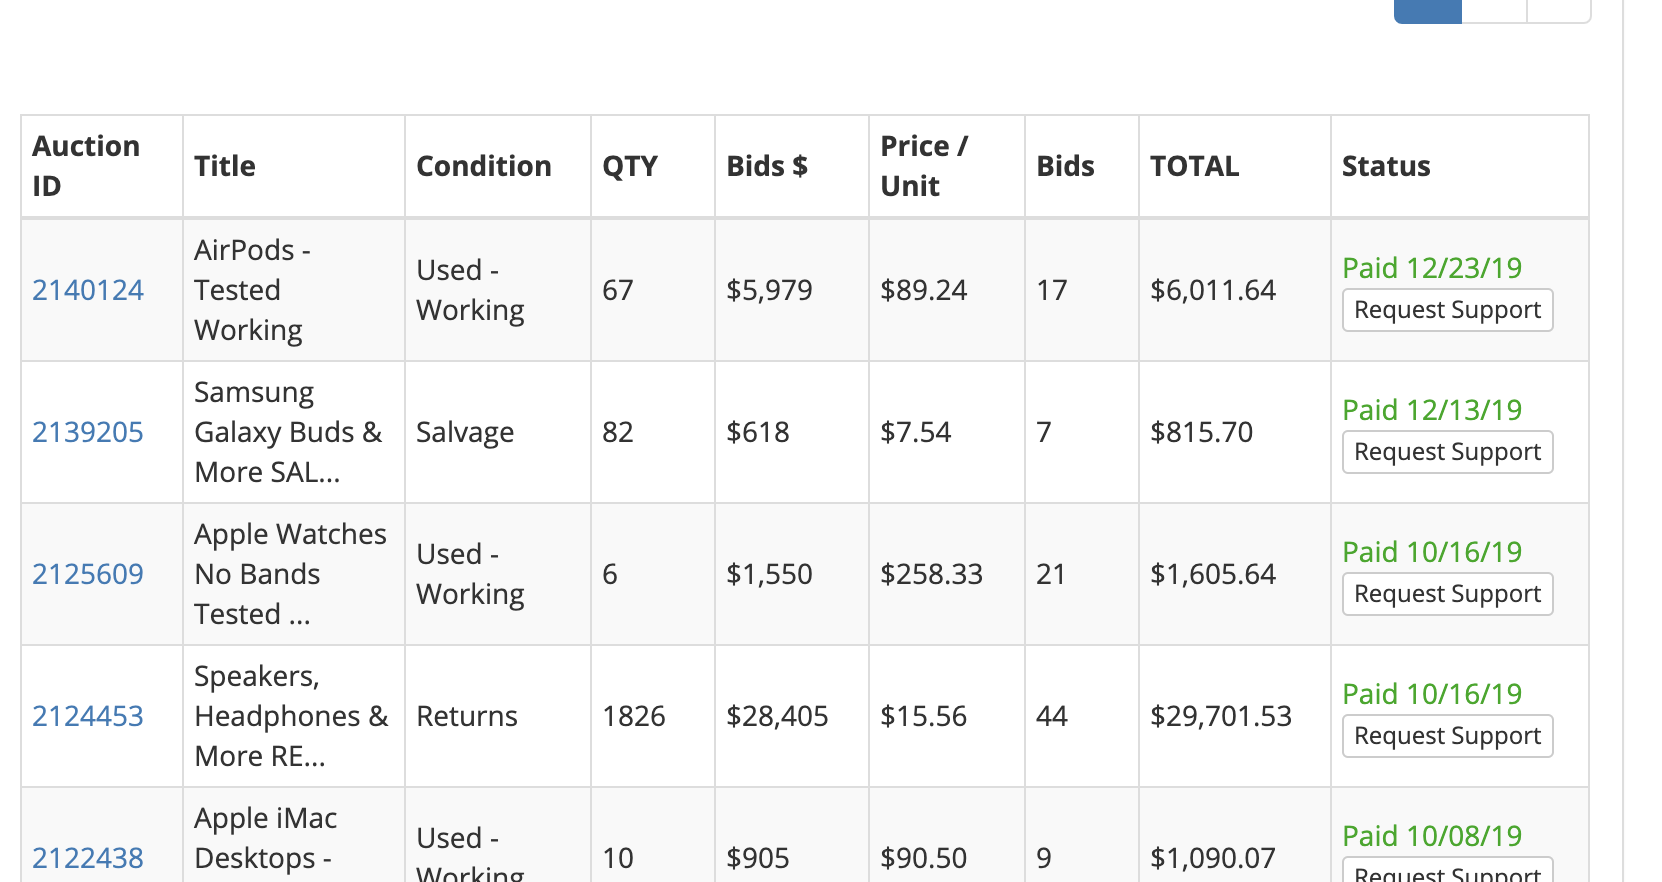 Auction ID Title Condition QTY Bids $ Price / Unit Bids TOTAL Status
2140124 AirPods - Tested Working Used - Working 67 $5,979 $89.24 17 $6,011.64 Paid 12/23/19 Request Support
2139205 Samsung Galaxy Buds & More SAL... Salvage 82 $618 $7.54 7 $815.70 Paid 12/13/19 Request Support
2125609 Apple Watches No Bands Tested ... Used - Working 6 $1,550 $258.33 21 $1,605.64 Paid 10/16/19 Request Support
2124453 Speakers, Headphones & More RE... Returns 1826 $28,405 $15.56 44 $29,701.53 Paid 10/16/19 Request Support
2122438 Apple iMac Desktops - Used - Working 10 $905 $90.50 9 $1,090.07 Paid 10/08/19 Request Support